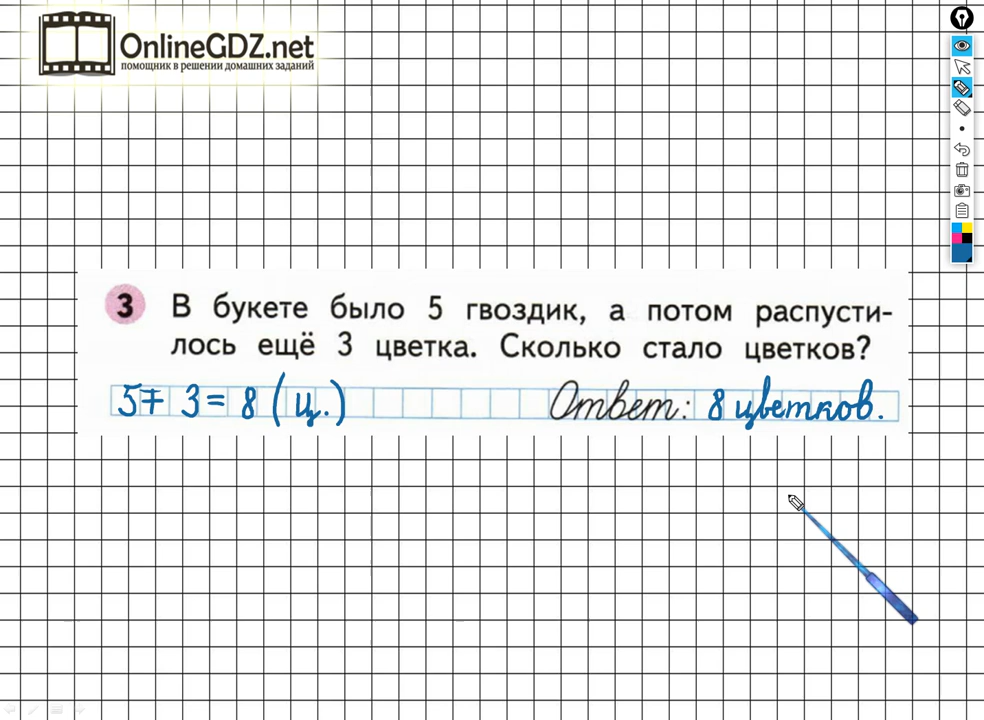 OnlineGDZ.net
помощник в решении домашних заданий
3 В букете было 5 гвоздик, а потом распусти-
лось ещё 3 цветка. Сколько стало цветков?
5+ 3 = 8 ( ц.) Ответ: 8 цветков.